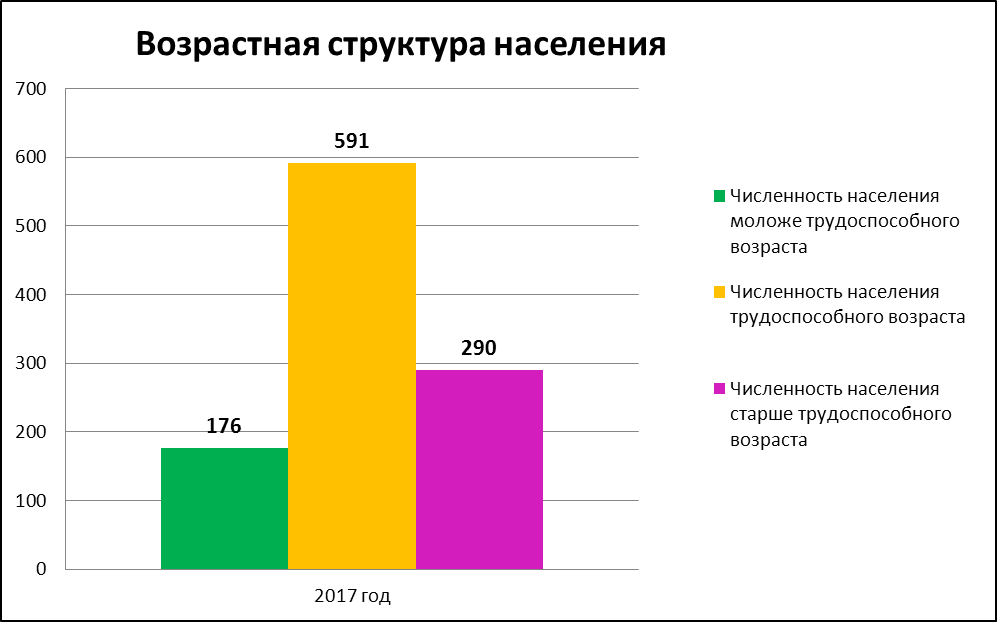 Возрастная структура населения
700
600
500
400
300
200
100
0
591
290
176
2017 год
Численность населения
моложе трудоспособного
возраста
Численность населения
трудоспособного возраста
Численность населения
старше трудоспособного
возраста